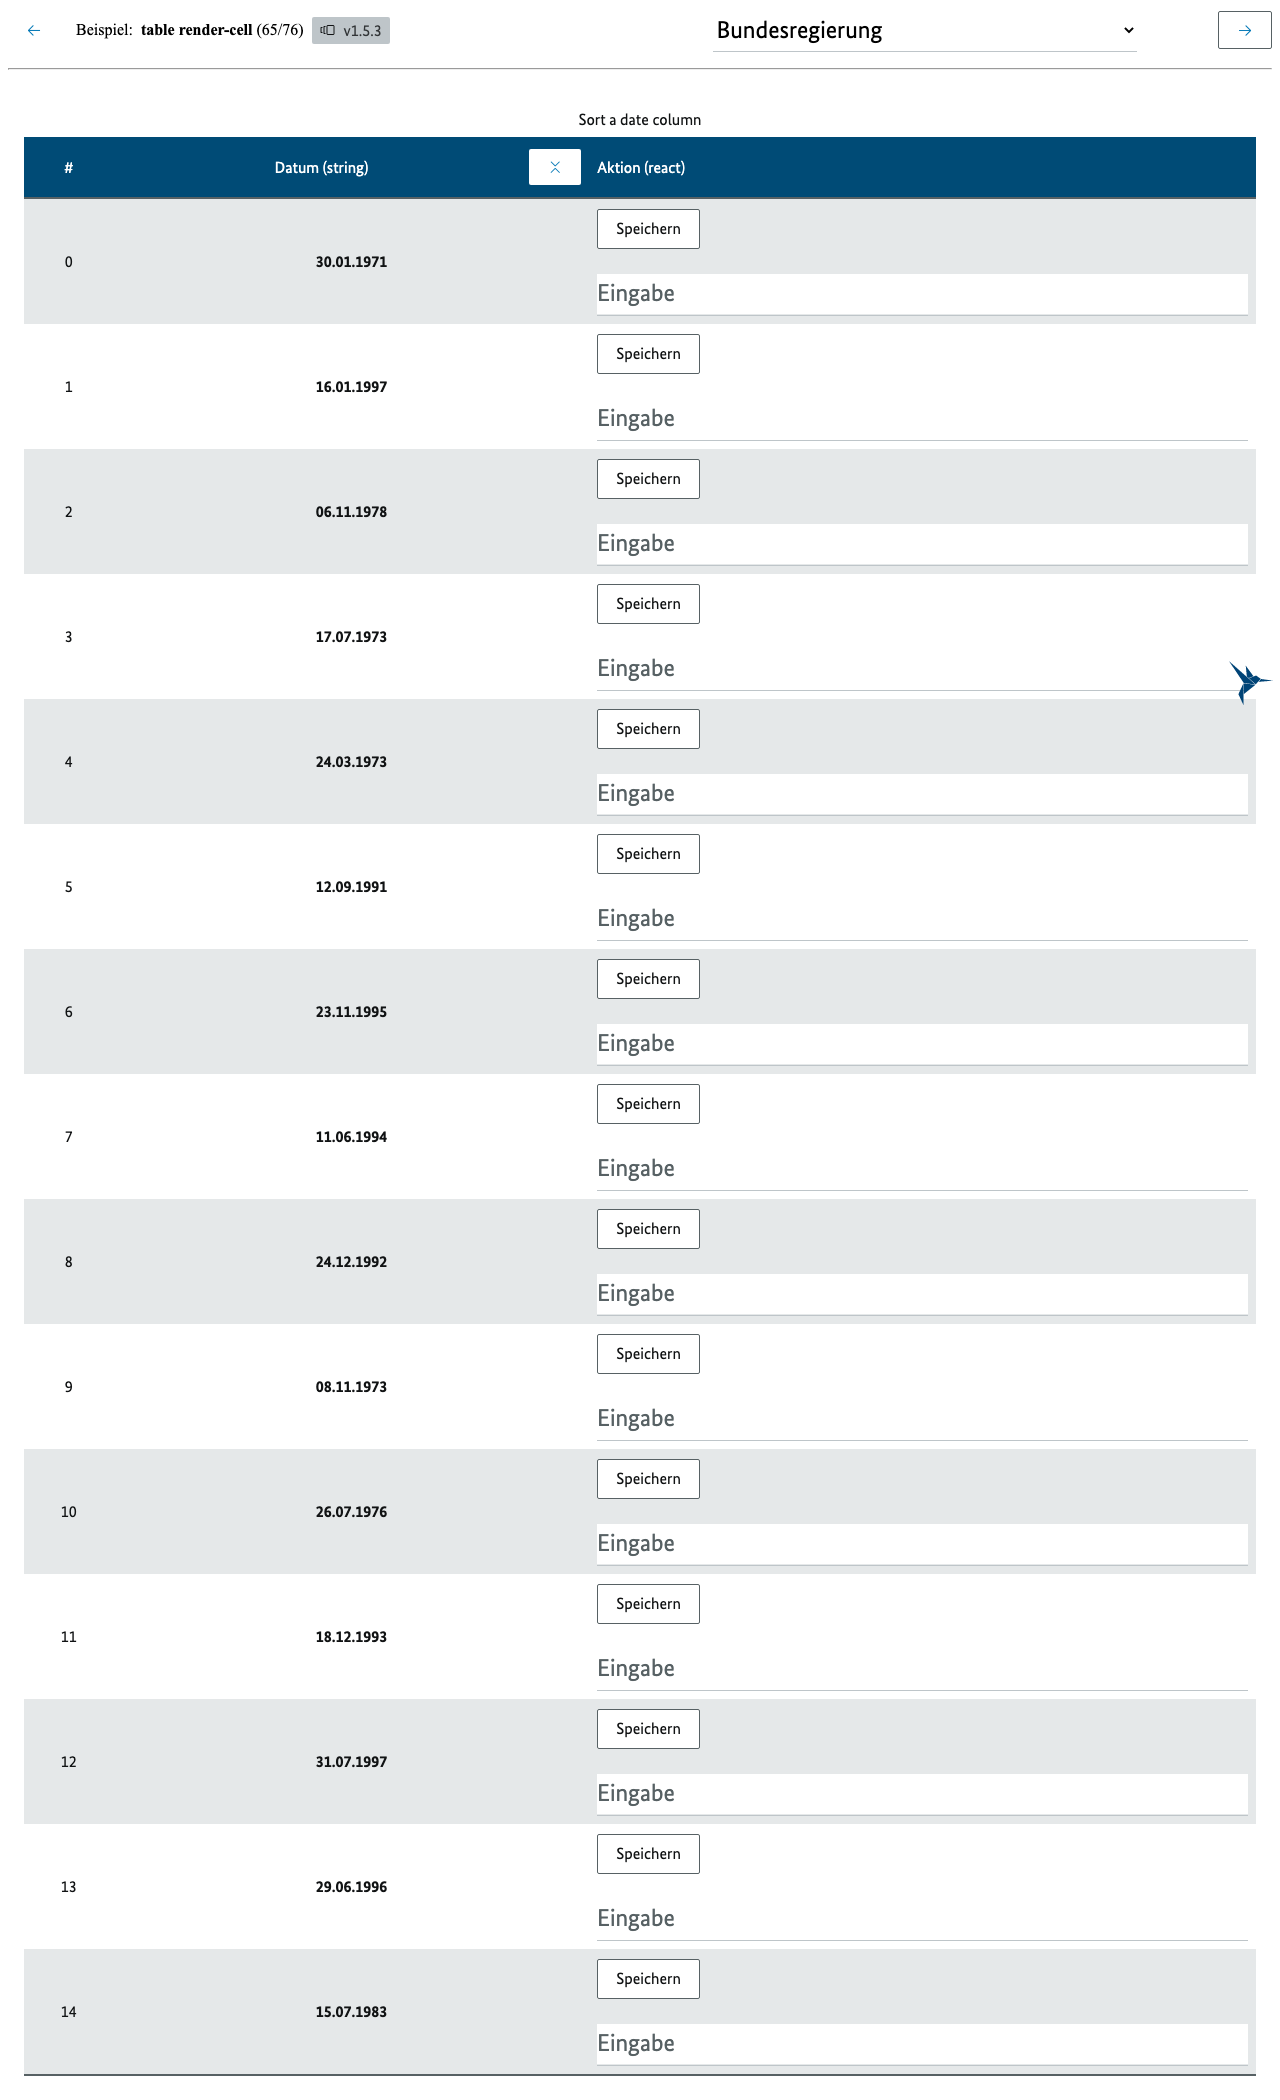 Beispiel: table render-cell (65/76) v1.5.3 Bundesregierung
Sort a date column
# Datum (string) Aktion (react)
Speichern
0 30.01.1971
Eingabe
Speichern
1 16.01.1997
Eingabe
Speichern
2 06.11.1978
Eingabe
Speichern
3 17.07.1973
Eingabe
Speichern
4 24.03.1973
Eingabe
Speichern
5 12.09.1991
Eingabe
Speichern
6 23.11.1995
Eingabe
Speichern
7 11.06.1994
Eingabe
Speichern
8 24.12.1992
Eingabe
Speichern
9 08.11.1973
Eingabe
Speichern
10 26.07.1976
Eingabe
Speichern
11 18.12.1993
Eingabe
Speichern
12 31.07.1997
Eingabe
Speichern
13 29.06.1996
Eingabe
Speichern
14 15.07.1983
Eingabe